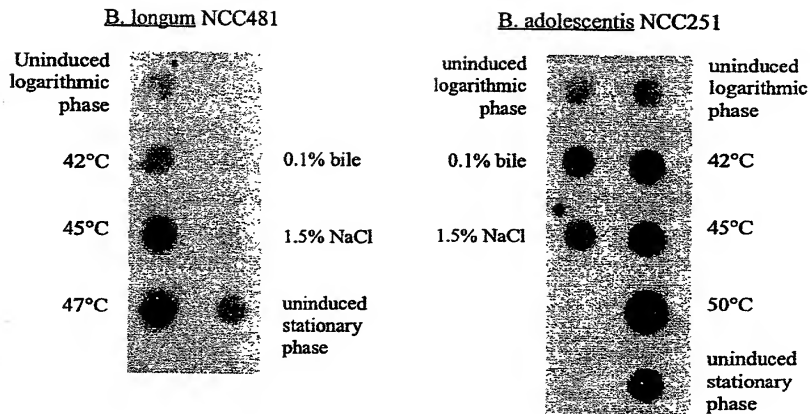 B. longum NCC481
Uninduced
logarithmic
phase
42°C
0.1% bile
45°C
1.5% NaCl
47°C
uninduced
stationary
phase
B. adolescentis NCC251
uninduced
logarithmic
phase
uninduced
logarithmic
phase
0.1% bile
42°C
1.5% NaCl
45°C
50°C
uninduced
stationary
phase